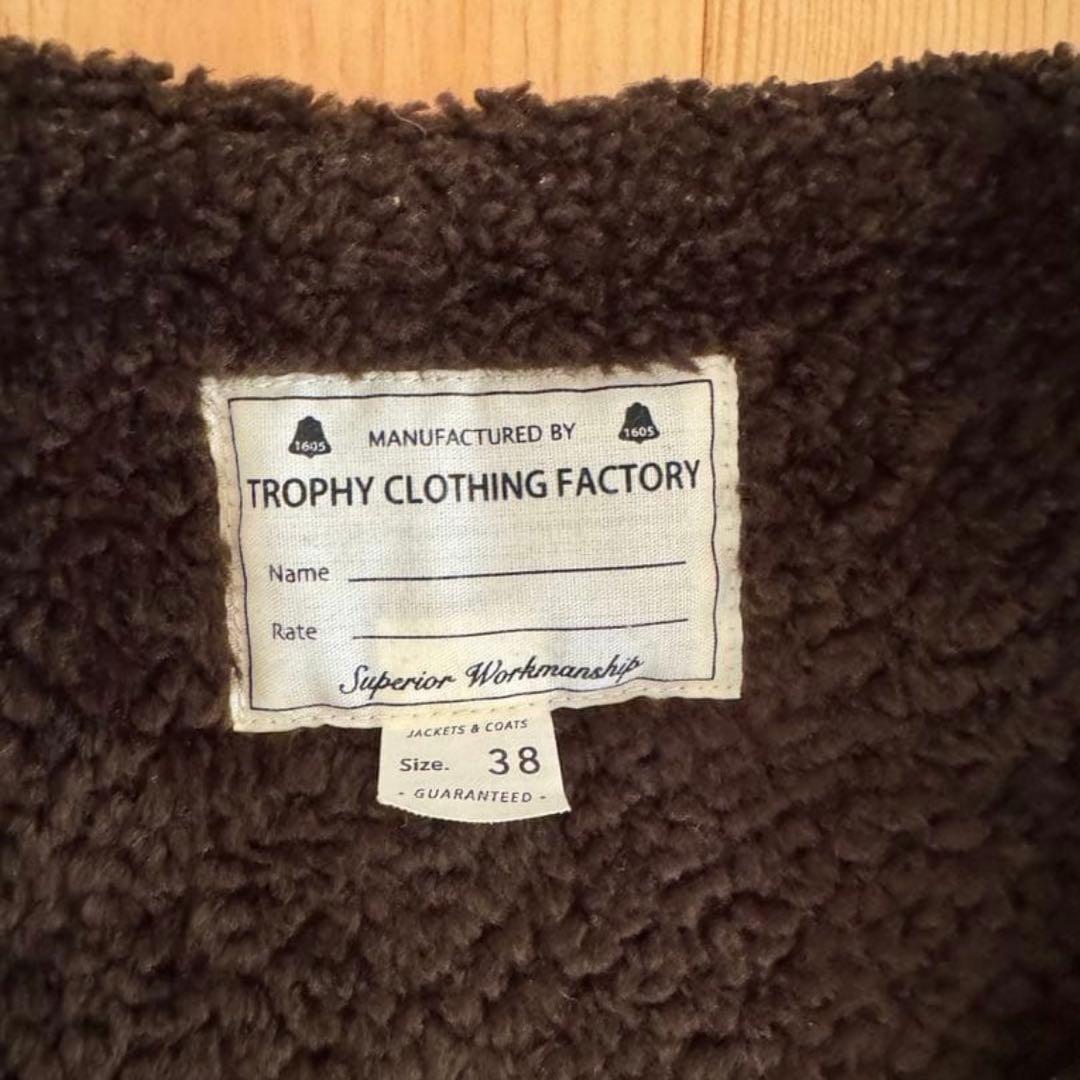 1605 MANUFACTURED BY 1605
TROPHY CLOTHING FACTORY
Name
Rate
Superior Workmanship
JACKETS & COATS
Size. 38
- GUARANTEED -